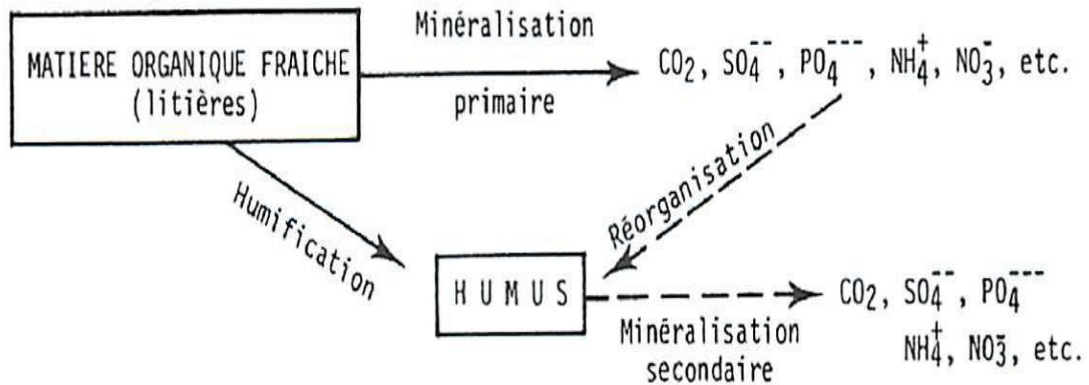 Minéralisation
MATIERE ORGANIQUE FRAICHE
(litières)
CO₂, SO₄⁻⁻, PO₄⁻⁻⁻, NH₄⁺, NO₃⁻, etc.
primaire
Humification
Réorganisation
HUMUS
CO₂, SO₄⁻⁻, PO₄⁻⁻⁻
NH₄⁺, NO₃⁻, etc.
Minéralisation
secondaire